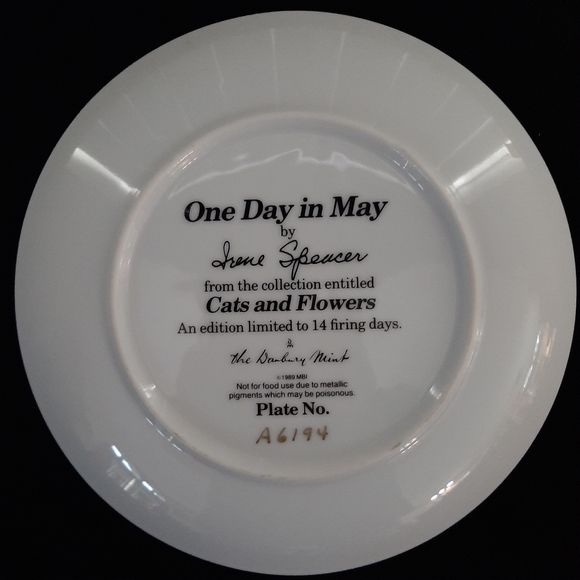 One Day in May
by
Irene Spencer
from the collection entitled
Cats and Flowers
An edition limited to 14 firing days.
the Danbury Mint
©1989 MBI
Not for food use due to metallic
pigments which may be poisonous.
Plate No.
A6194